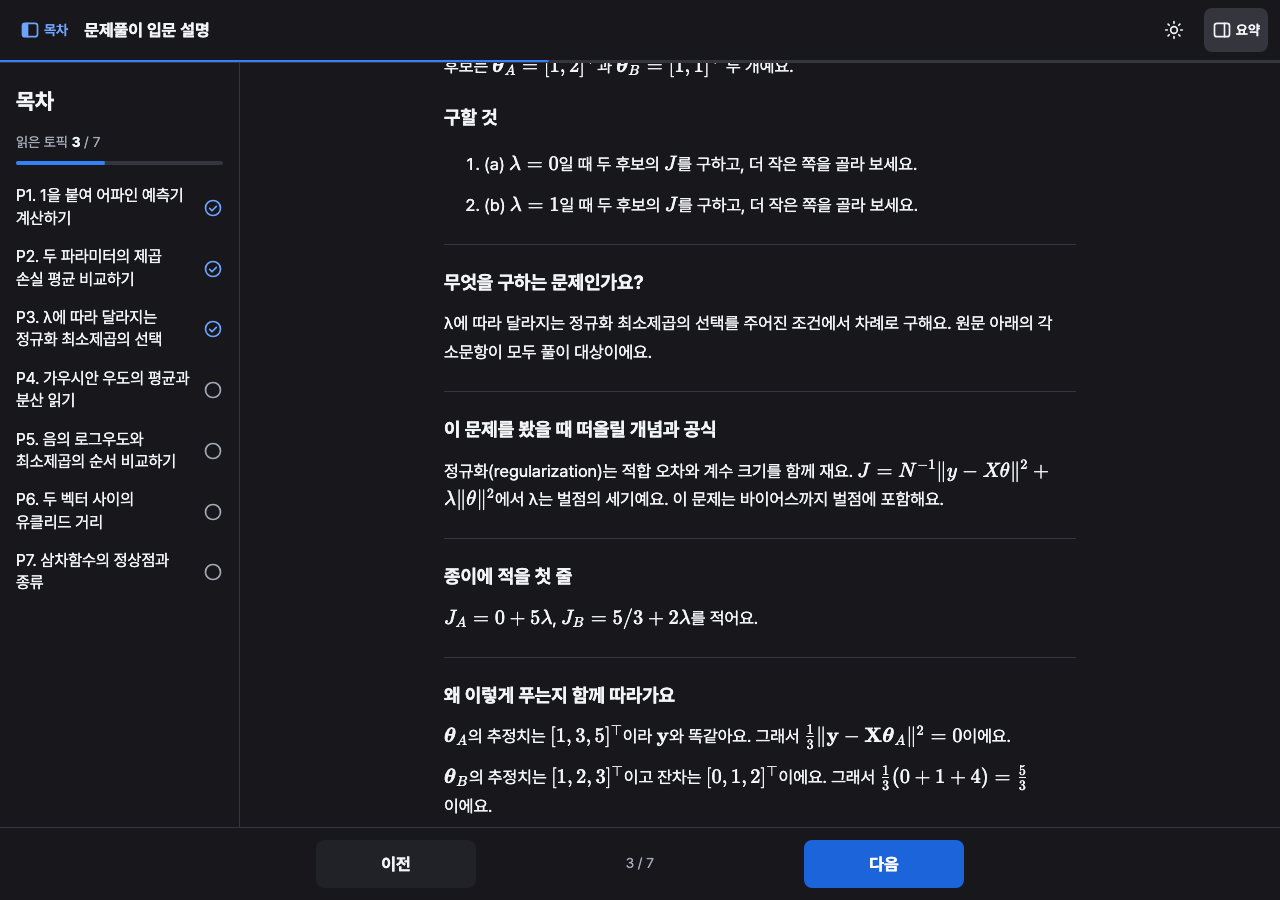 목차 문제풀이 입문 설명 요약
목차
읽은 토픽 3 / 7
P1. 1을 붙여 어파인 예측기
계산하기
P2. 두 파라미터의 제곱
손실 평균 비교하기
P3. λ에 따라 달라지는
정규화 최소제곱의 선택
P4. 가우시안 우도의 평균과
분산 읽기
P5. 음의 로그우도와
최소제곱의 순서 비교하기
P6. 두 벡터 사이의
유클리드 거리
P7. 삼차함수의 정상점과
종류
후보은 θ_A = [1, 2]^⊤과 θ_B = [1, 1]^⊤ 두 개예요.
구할 것
1. (a) λ = 0일 때 두 후보의 J를 구하고, 더 작은 쪽을 골라 보세요.
2. (b) λ = 1일 때 두 후보의 J를 구하고, 더 작은 쪽을 골라 보세요.
무엇을 구하는 문제인가요?
λ에 따라 달라지는 정규화 최소제곱의 선택를 주어진 조건에서 차례로 구해요. 원문 아래의 각
소문항이 모두 풀이 대상이에요.
이 문제를 봤을 때 떠올릴 개념과 공식
정규화(regularization)는 적합 오차와 계수 크기를 함께 재요. J = N⁻¹‖y − Xθ‖² +
λ‖θ‖²에서 λ는 벌점의 세기예요. 이 문제는 바이어스까지 벌점에 포함해요.
종이에 적을 첫 줄
J_A = 0 + 5λ, J_B = 5/3 + 2λ를 적어요.
왜 이렇게 푸는지 함께 따라가요
θ_A의 추정치는 [1, 3, 5]^⊤이라 y와 똑같아요. 그래서 1/3‖y − Xθ_A‖² = 0이에요.
θ_B의 추정치는 [1, 2, 3]^⊤이고 잔차는 [0, 1, 2]^⊤이에요. 그래서 1/3(0 + 1 + 4) = 5/3
이에요.
이전 3 / 7 다음